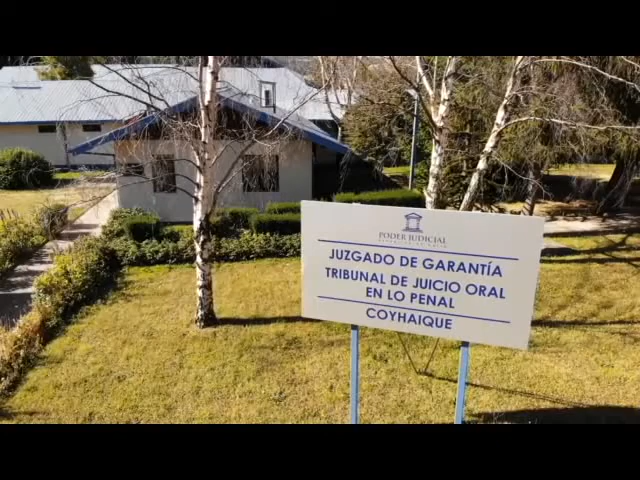 PODER JUDICIAL
JUZGADO DE GARANTÍA
TRIBUNAL DE JUICIO ORAL
EN LO PENAL
COYHAIQUE